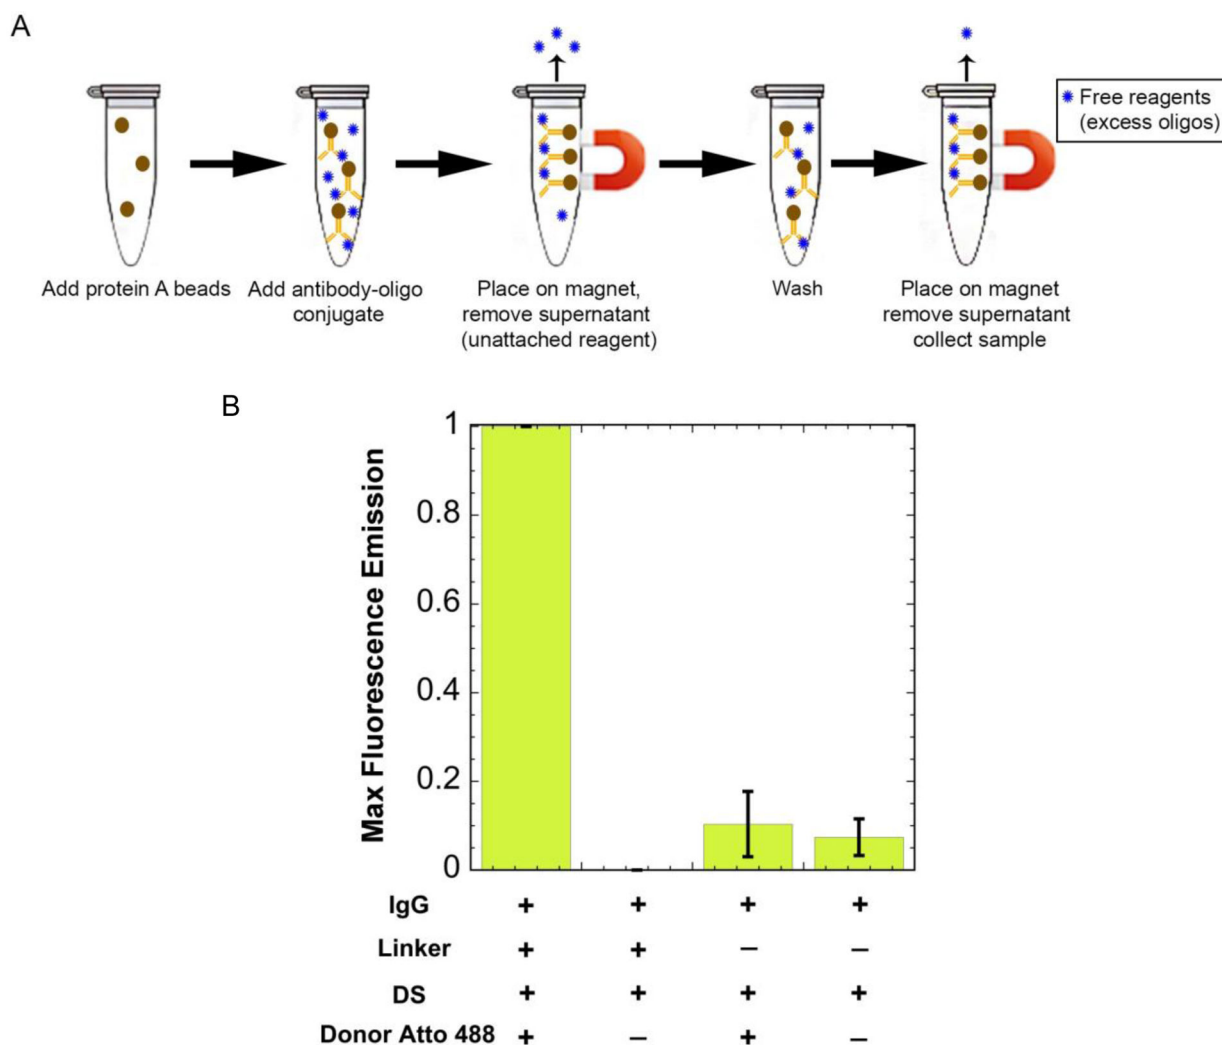 A
Free reagents
(excess oligos)
Add protein A beads
Add antibody-oligo
conjugate
Place on magnet,
remove supernatant
(unattached reagent)
Wash
Place on magnet
remove supernatant
collect sample
B
Max Fluorescence Emission
1
0.8
0.6
0.4
0.2
0
IgG + + + +
Linker + + – –
DS + + + +
Donor Atto 488 + – + –